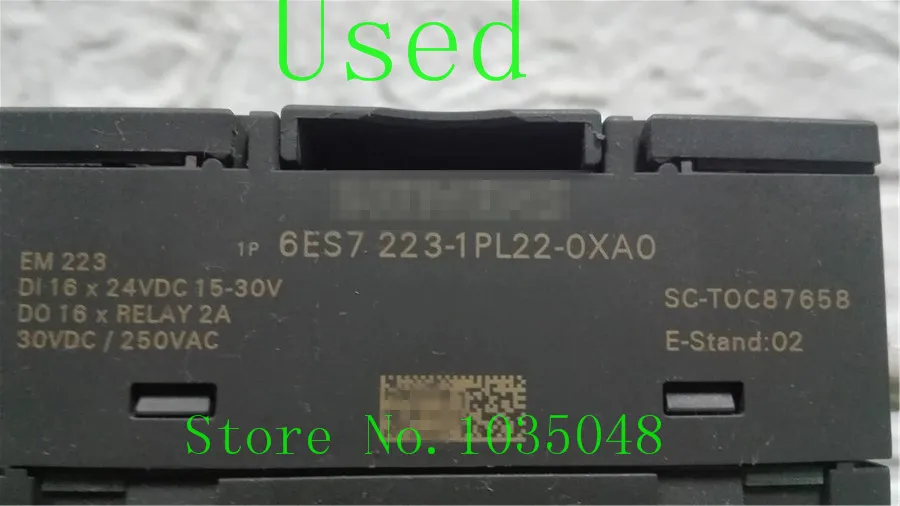 Used
1P 6ES7 223-1PL22-0XA0
EM 223
DI 16 x 24VDC 15-30V
DO 16 x RELAY 2A
30VDC / 250VAC
SC-TOC87658
E-Stand:02
Store No.1035048